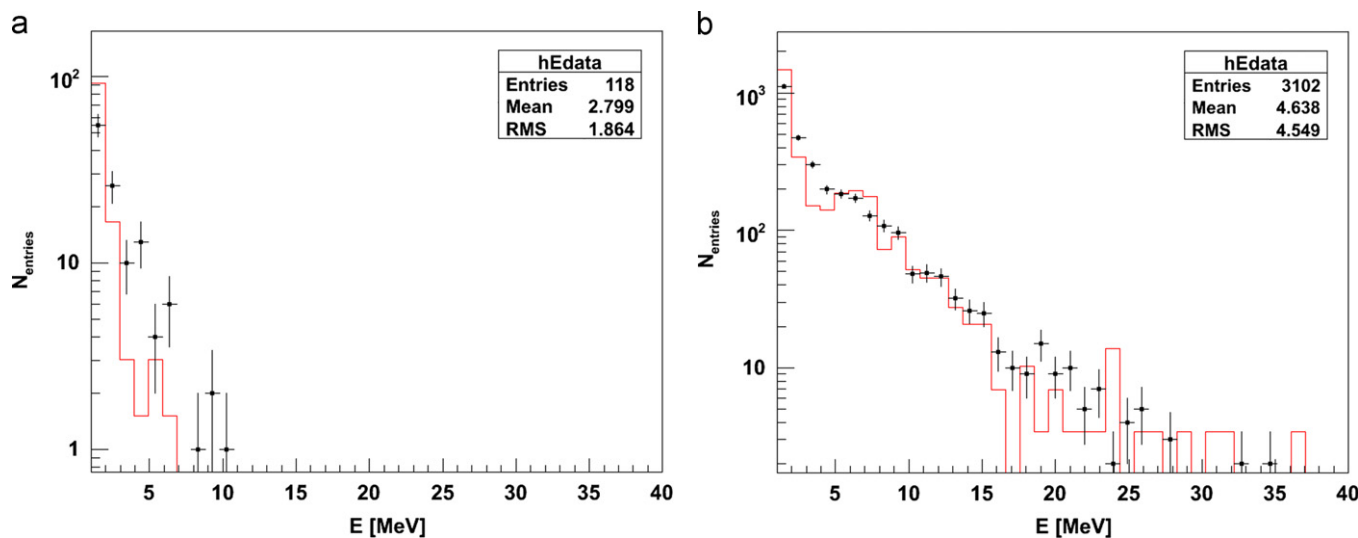 a
hEdata
Entries 118
Mean 2.799
RMS 1.864
10²
10
1
N_entries
5 10 15 20 25 30 35 40
E [MeV]
b
hEdata
Entries 3102
Mean 4.638
RMS 4.549
10³
10²
10
N_entries
5 10 15 20 25 30 35 40
E [MeV]